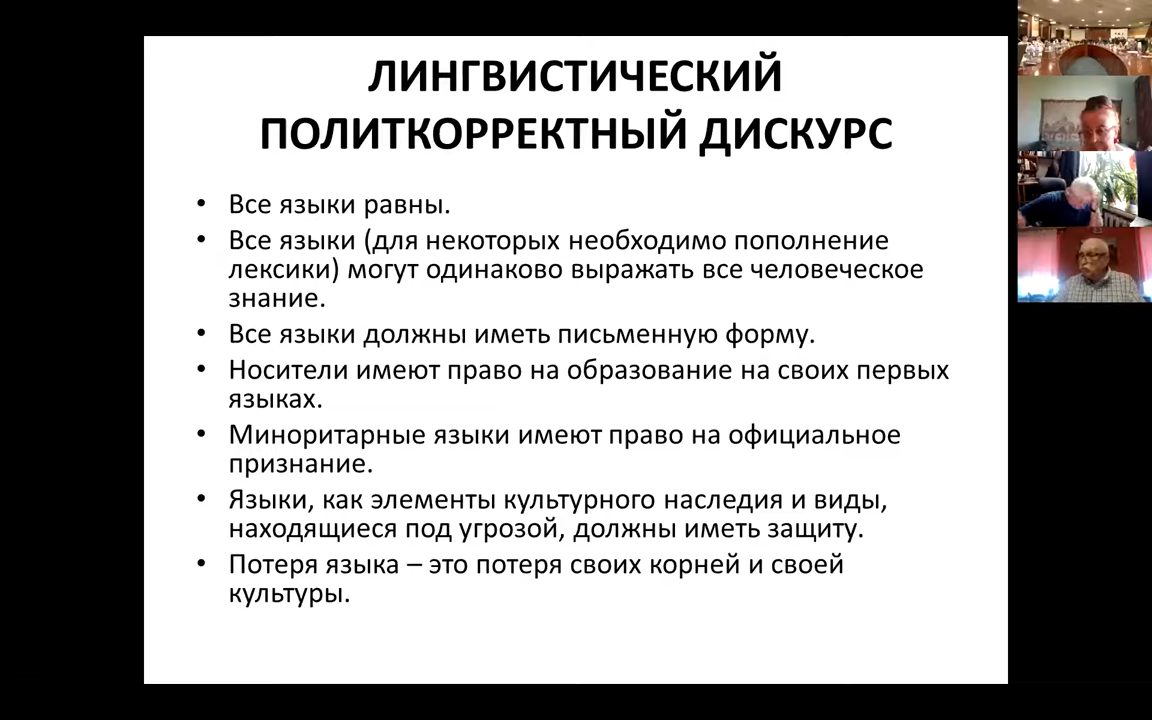 ЛИНГВИСТИЧЕСКИЙ
ПОЛИТКОРРЕКТНЫЙ ДИСКУРС
• Все языки равны.
• Все языки (для некоторых необходимо пополнение
лексики) могут одинаково выражать все человеческое
знание.
• Все языки должны иметь письменную форму.
• Носители имеют право на образование на своих первых
языках.
• Миноритарные языки имеют право на официальное
признание.
• Языки, как элементы культурного наследия и виды,
находящиеся под угрозой, должны иметь защиту.
• Потеря языка – это потеря своих корней и своей
культуры.